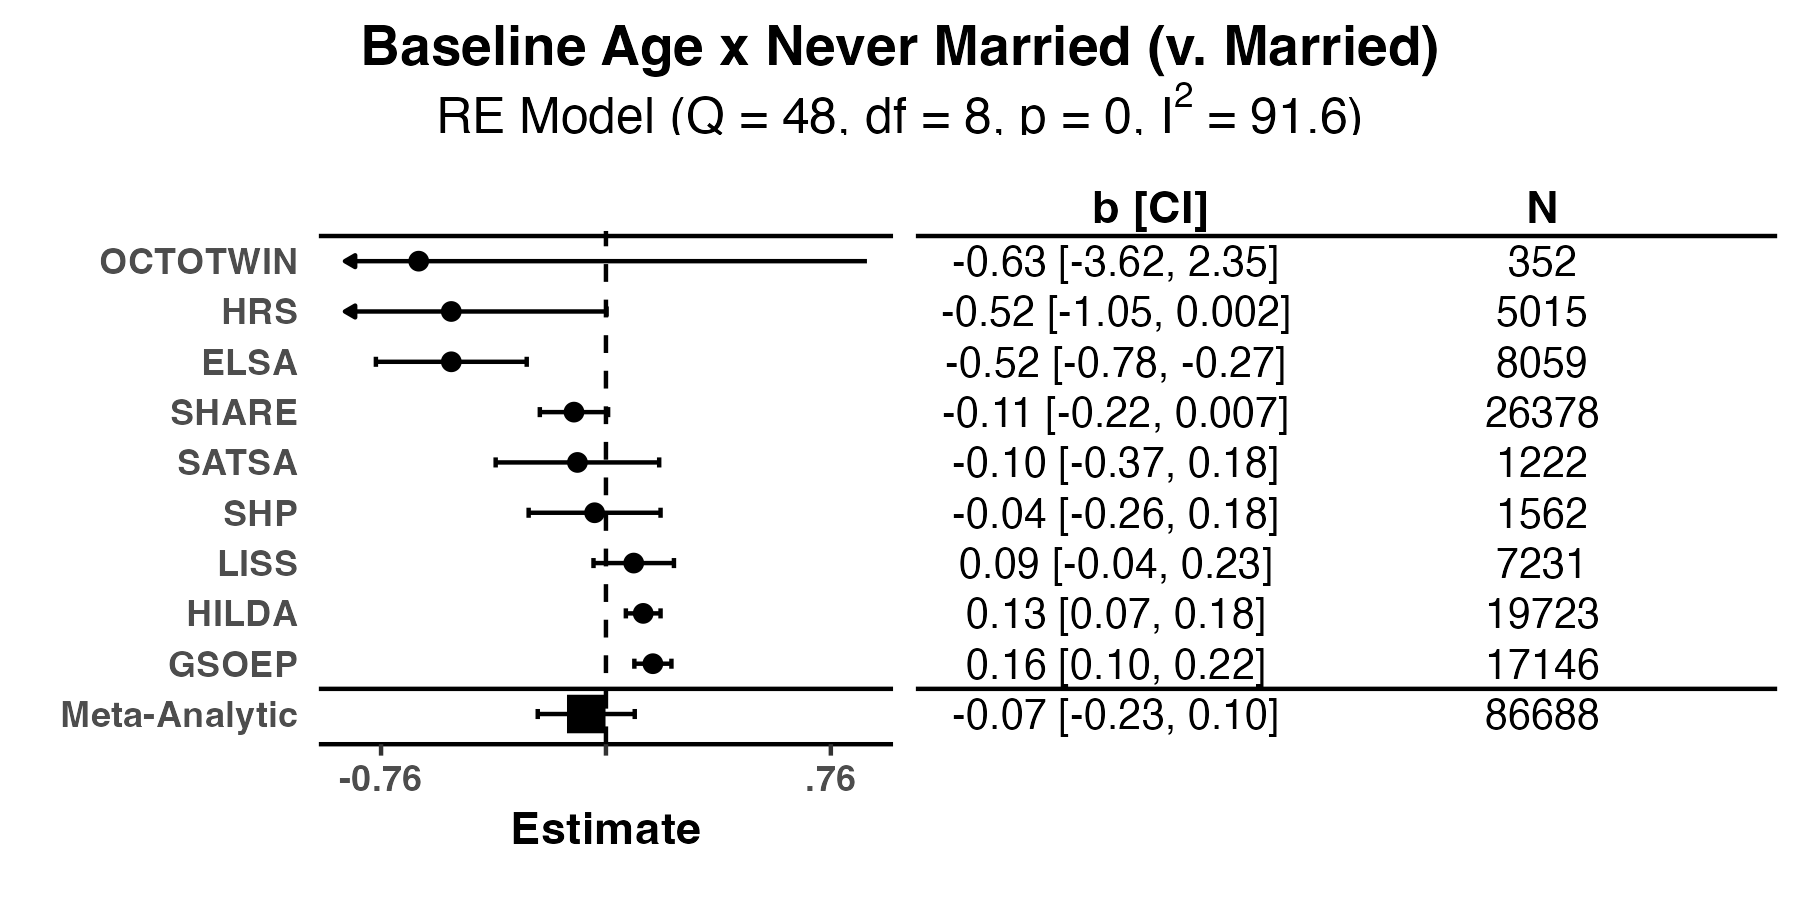 Baseline Age x Never Married (v. Married)
RE Model (Q = 48, df = 8, p = 0, I² = 91.6)
b [CI] N
OCTOTWIN -0.63 [-3.62, 2.35] 352
HRS -0.52 [-1.05, 0.002] 5015
ELSA -0.52 [-0.78, -0.27] 8059
SHARE -0.11 [-0.22, 0.007] 26378
SATSA -0.10 [-0.37, 0.18] 1222
SHP -0.04 [-0.26, 0.18] 1562
LISS 0.09 [-0.04, 0.23] 7231
HILDA 0.13 [0.07, 0.18] 19723
GSOEP 0.16 [0.10, 0.22] 17146
Meta-Analytic -0.07 [-0.23, 0.10] 86688
-0.76 .76
Estimate